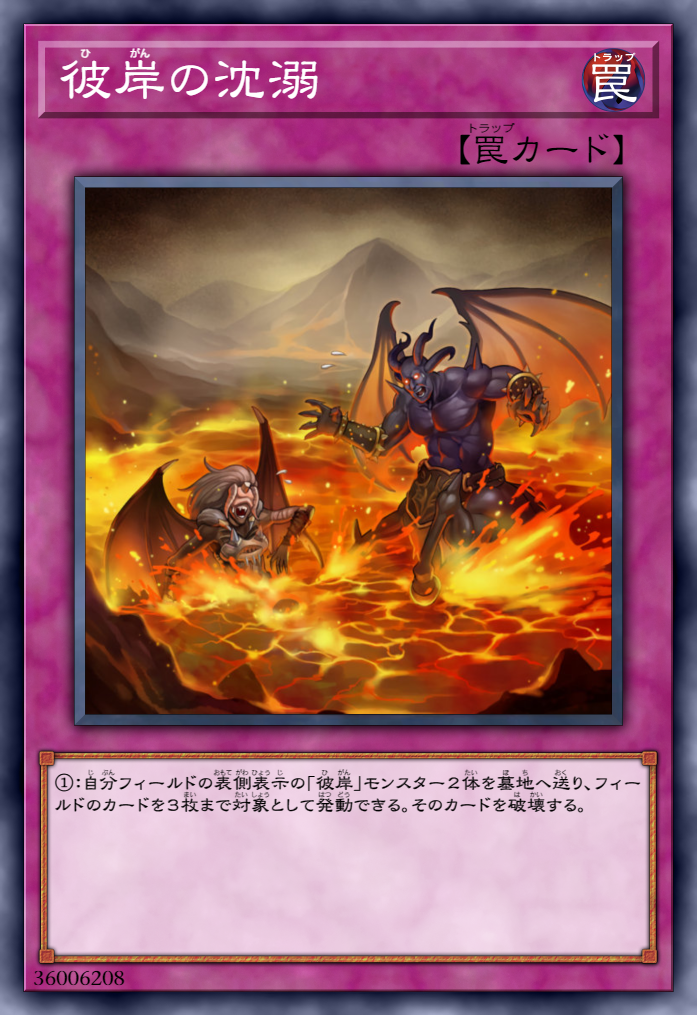 彼岸の沈溺
罠
【罠カード】
①:自分フィールドの表側表示の「彼岸」モンスター2体を墓地へ送り、フィー
ルドのカードを3枚まで対象として発動できる。そのカードを破壊する。
36006208